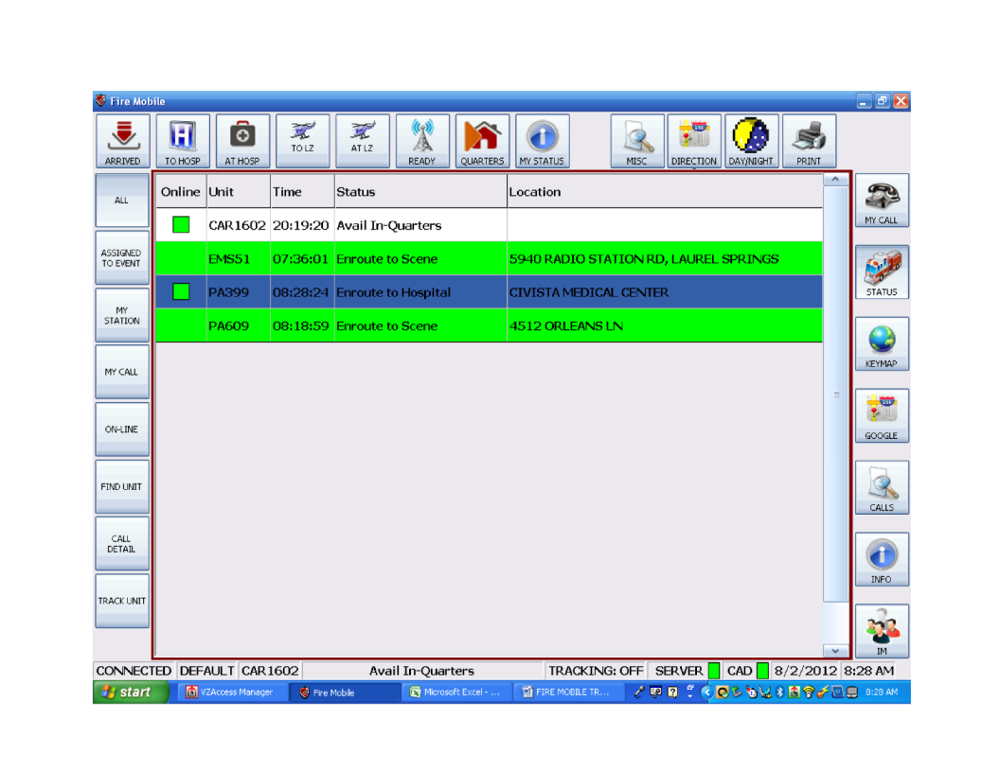 Fire Mobile
ARRIVED TO HOSP AT HOSP TO LZ AT LZ READY QUARTERS MY STATUS MISC DIRECTION DAY/NIGHT PRINT
ALL
ASSIGNED TO EVENT
MY STATION
MY CALL
ON-LINE
FIND UNIT
CALL DETAIL
TRACK UNIT
Online Unit Time Status Location
CAR1602 20:19:20 Avail In-Quarters
EMS51 07:36:01 Enroute to Scene 5940 RADIO STATION RD, LAUREL SPRINGS
PA399 08:28:24 Enroute to Hospital CIVISTA MEDICAL CENTER
PA609 08:18:59 Enroute to Scene 4512 ORLEANS LN
MY CALL
STATUS
KEYMAP
GOOGLE
CALLS
INFO
IM
CONNECTED DEFAULT CAR1602 Avail In-Quarters TRACKING: OFF SERVER CAD 8/2/2012 8:28 AM
start VZAccess Manager Fire Mobile Microsoft Excel - ... FIRE MOBILE TR... 8:28 AM